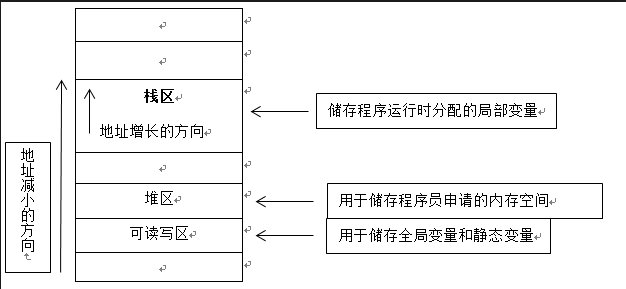 栈区
地址增长的方向
储存程序运行时分配的局部变量
地址减小的方向
堆区
用于储存程序员申请的内存空间
可读写区
用于储存全局变量和静态变量